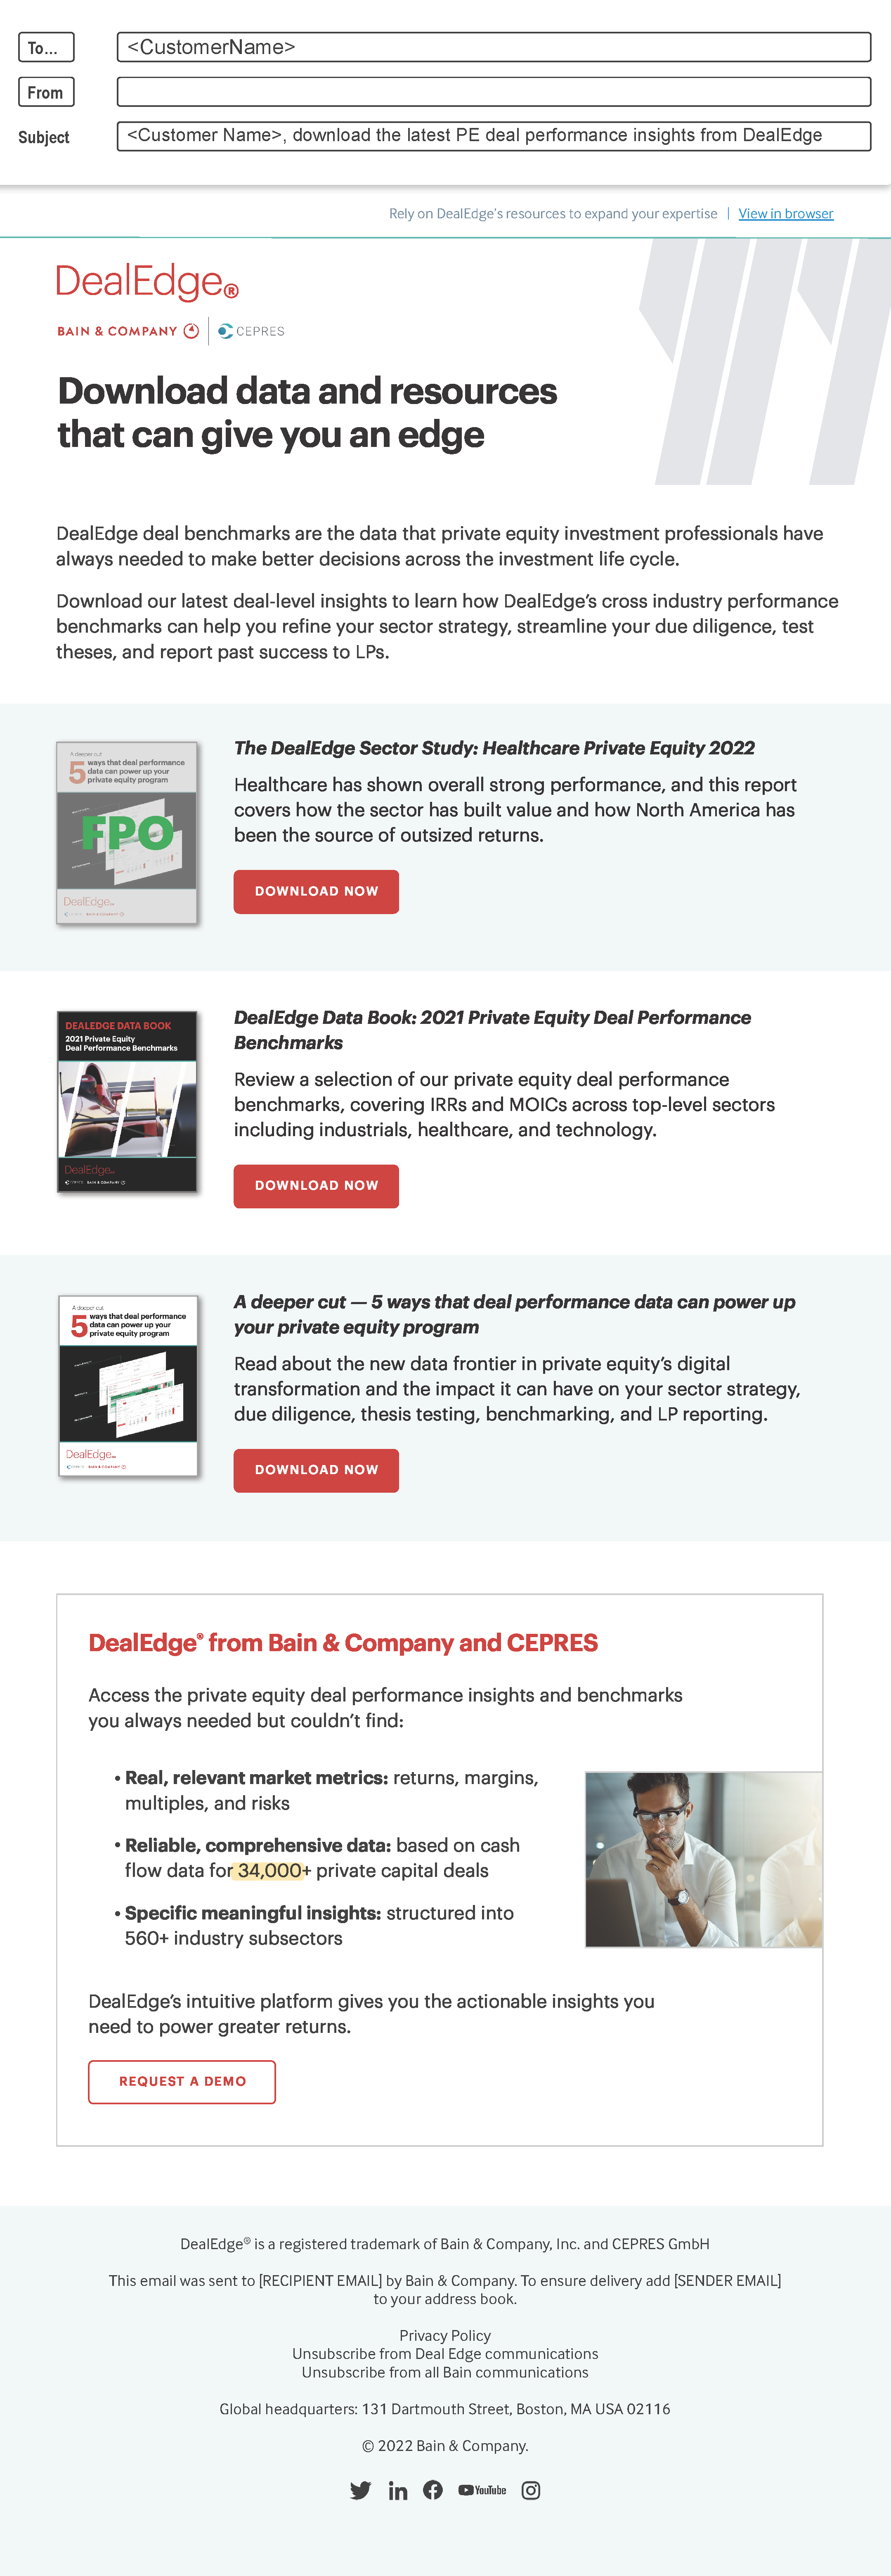 To...
<CustomerName>
From
Subject
<Customer Name>, download the latest PE deal performance insights from DealEdge
Rely on DealEdge's resources to expand your expertise | View in browser
DealEdge®
BAIN & COMPANY | CEPRES
Download data and resources
that can give you an edge
DealEdge deal benchmarks are the data that private equity investment professionals have
always needed to make better decisions across the investment life cycle.
Download our latest deal-level insights to learn how DealEdge's cross industry performance
benchmarks can help you refine your sector strategy, streamline your due diligence, test
theses, and report past success to LPs.
A deeper cut
5 ways that deal performance
data can power up your
private equity program
FPO
DealEdge
BAIN & COMPANY
The DealEdge Sector Study: Healthcare Private Equity 2022
Healthcare has shown overall strong performance, and this report
covers how the sector has built value and how North America has
been the source of outsized returns.
DOWNLOAD NOW
DEALEDGE DATA BOOK
2021 Private Equity
Deal Performance Benchmarks
DealEdge
CEPRES BAIN & COMPANY
DealEdge Data Book: 2021 Private Equity Deal Performance
Benchmarks
Review a selection of our private equity deal performance
benchmarks, covering IRRs and MOICs across top-level sectors
including industrials, healthcare, and technology.
DOWNLOAD NOW
A deeper cut
5 ways that deal performance
data can power up your
private equity program
DealEdge
CEPRES BAIN & COMPANY
A deeper cut — 5 ways that deal performance data can power up
your private equity program
Read about the new data frontier in private equity's digital
transformation and the impact it can have on your sector strategy,
due diligence, thesis testing, benchmarking, and LP reporting.
DOWNLOAD NOW
DealEdge® from Bain & Company and CEPRES
Access the private equity deal performance insights and benchmarks
you always needed but couldn't find:
• Real, relevant market metrics: returns, margins,
multiples, and risks
• Reliable, comprehensive data: based on cash
flow data for 34,000+ private capital deals
• Specific meaningful insights: structured into
560+ industry subsectors
DealEdge's intuitive platform gives you the actionable insights you
need to power greater returns.
REQUEST A DEMO
DealEdge® is a registered trademark of Bain & Company, Inc. and CEPRES GmbH
This email was sent to [RECIPIENT EMAIL] by Bain & Company. To ensure delivery add [SENDER EMAIL]
to your address book.
Privacy Policy
Unsubscribe from Deal Edge communications
Unsubscribe from all Bain communications
Global headquarters: 131 Dartmouth Street, Boston, MA USA 02116
© 2022 Bain & Company.
YouTube